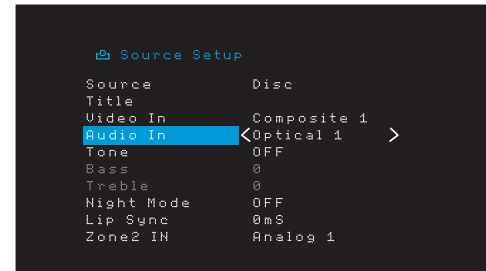 Source Setup
Source Disc
Title
Video In Composite 1
Audio In <Optical 1 >
Tone OFF
Bass 0
Treble 0
Night Mode OFF
Lip Sync 0mS
Zone2 IN Analog 1